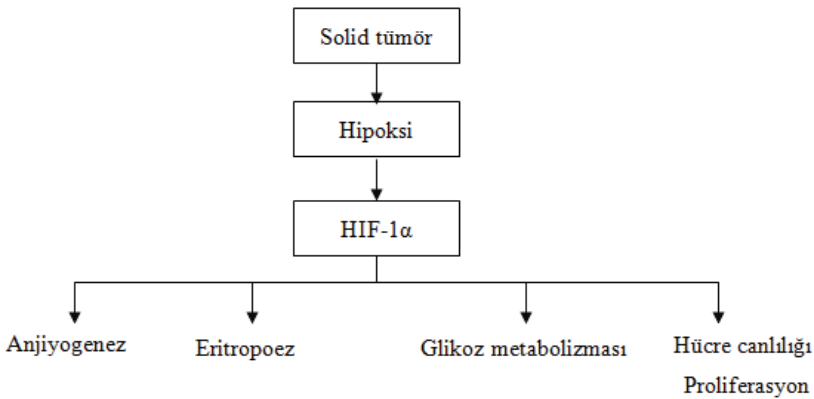 Solid tümör
Hipoksi
HIF-1α
Anjiyogenez
Eritropoez
Glikoz metabolizması
Hücre canlılığı
Proliferasyon